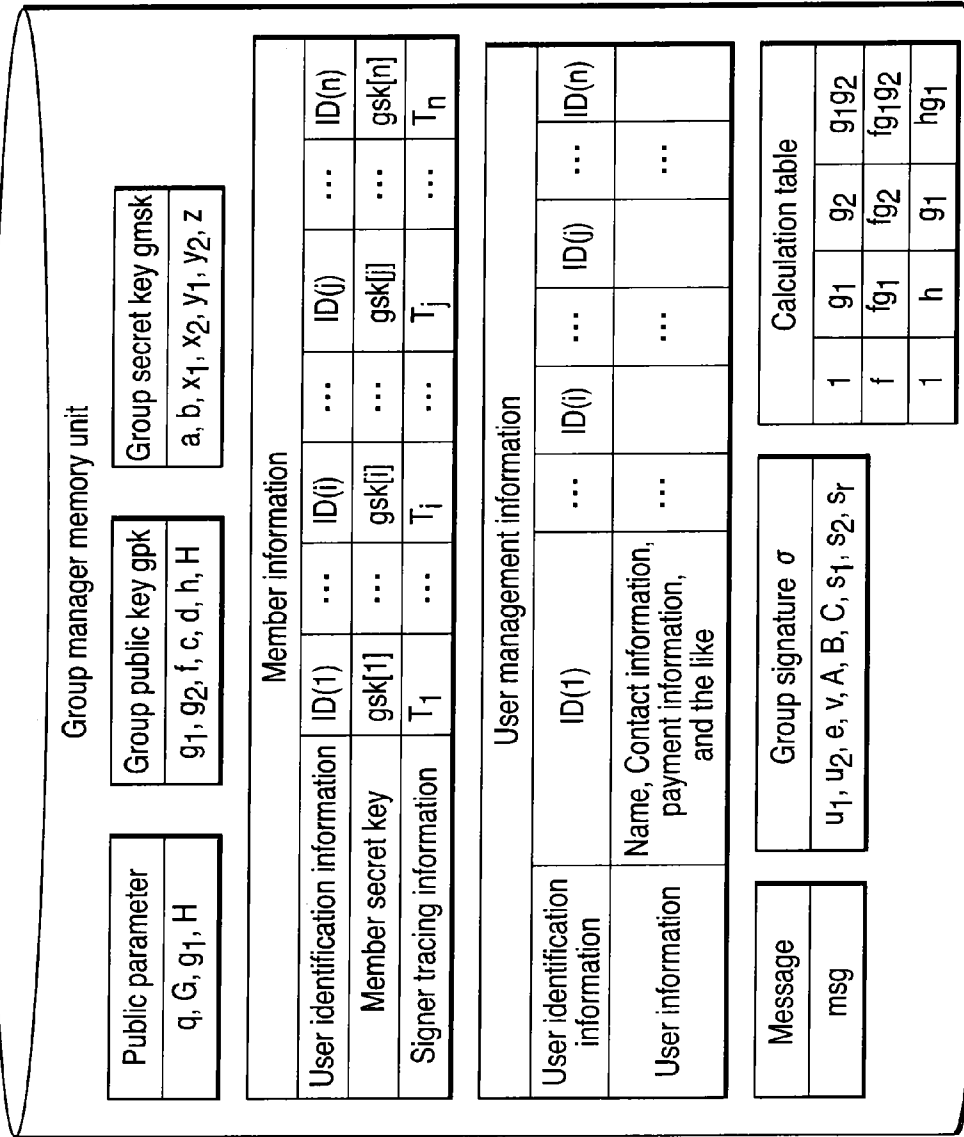 Group manager memory unit
Public parameter
q, G, g₁, H
Group public key gpk
g₁, g₂, f, c, d, h, H
Group secret key gmsk
a, b, x₁, x₂, y₁, y₂, z
Member information
User identification information ID(1) ... ID(i) ... ID(j) ... ID(n)
Member secret key gsk[1] ... gsk[i] ... gsk[j] ... gsk[n]
Signer tracing information T₁ ... Tᵢ ... Tⱼ ... Tₙ
User management information
User identification
information
ID(1) ... ID(i) ... ID(j) ... ID(n)
User information
Name, Contact information,
payment information,
and the like
... ... ...
Message
msg
Group signature σ
u₁, u₂, e, v, A, B, C, s₁, s₂, sᵣ
Calculation table
1 g₁ g₂ g₁g₂
f fg₁ fg₂ fg₁g₂
1 h g₁ hg₁